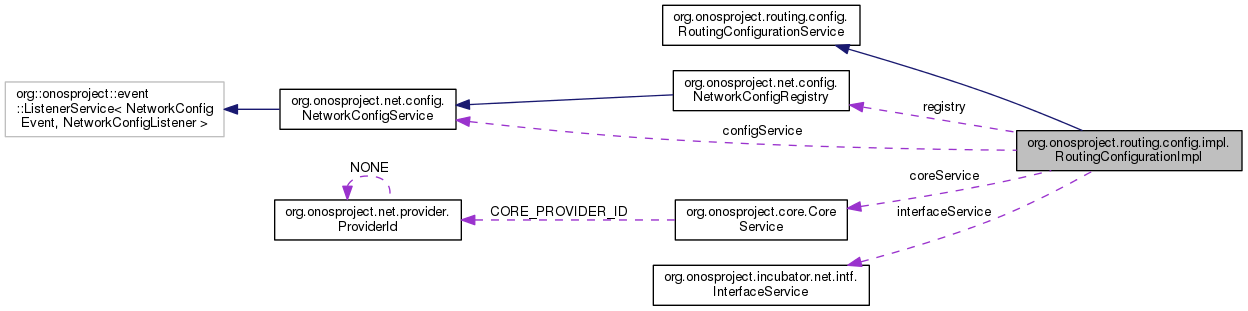 org.onosproject.routing.config.
RoutingConfigurationService
org::onosproject::event
::ListenerService< NetworkConfig
Event, NetworkConfigListener >
org.onosproject.net.config.
NetworkConfigService
org.onosproject.net.config.
NetworkConfigRegistry
registry
configService
org.onosproject.routing.config.impl.
RoutingConfigurationImpl
NONE
coreService
org.onosproject.net.provider.
ProviderId
CORE_PROVIDER_ID
org.onosproject.core.Core
Service
interfaceService
org.onosproject.incubator.net.intf.
InterfaceService